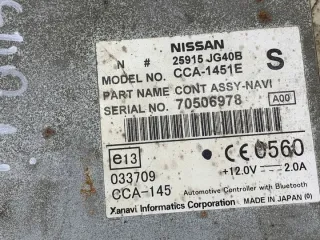 NISSAN
N # 25915 JG40B
MODEL NO. CCA-1451E S
PART NAME CONT ASSY-NAVI
SERIAL NO. 70506978 A00
e13 CE 0560
033709 +12.0V 2.0A
CCA-145 Automotive Controller with Bluetooth
Xanavi Informatics Corporation MADE IN JAPAN (0)